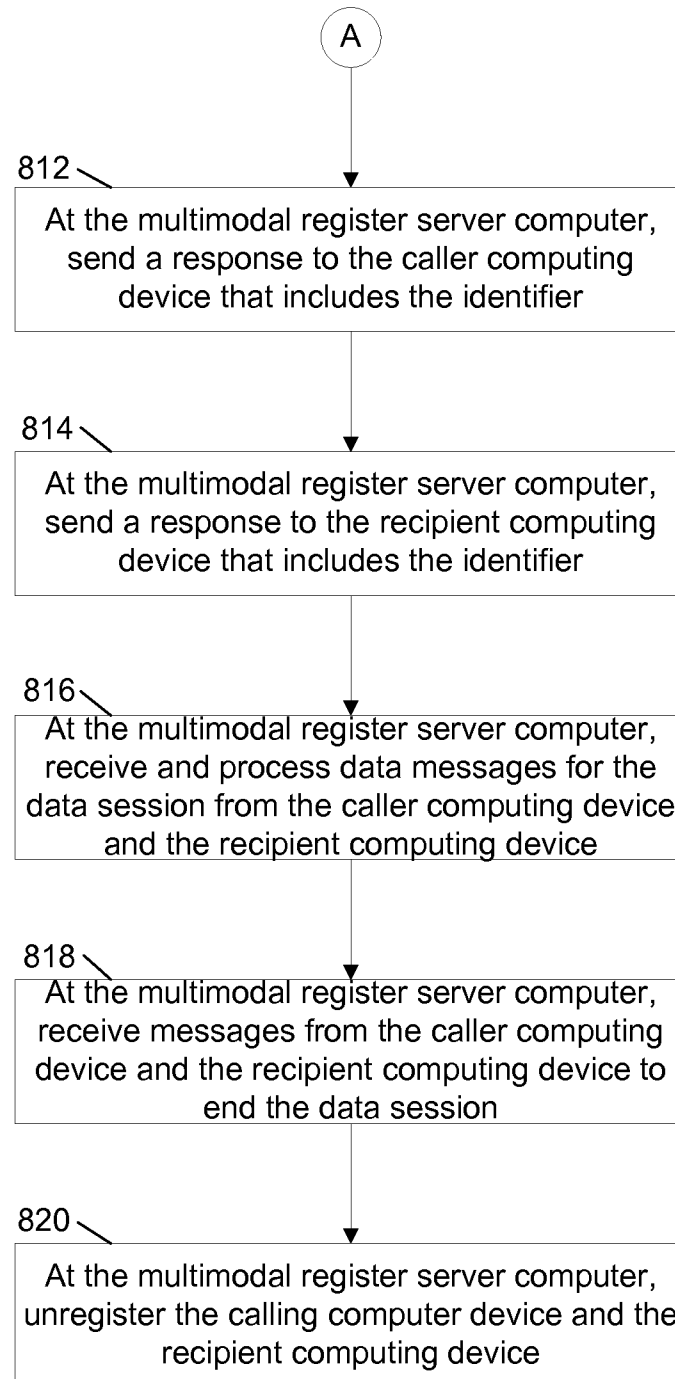 A
812
At the multimodal register server computer,
send a response to the caller computing
device that includes the identifier
814
At the multimodal register server computer,
send a response to the recipient computing
device that includes the identifier
816
At the multimodal register server computer,
receive and process data messages for the
data session from the caller computing device
and the recipient computing device
818
At the multimodal register server computer,
receive messages from the caller computing
device and the recipient computing device to
end the data session
820
At the multimodal register server computer,
unregister the calling computer device and the
recipient computing device